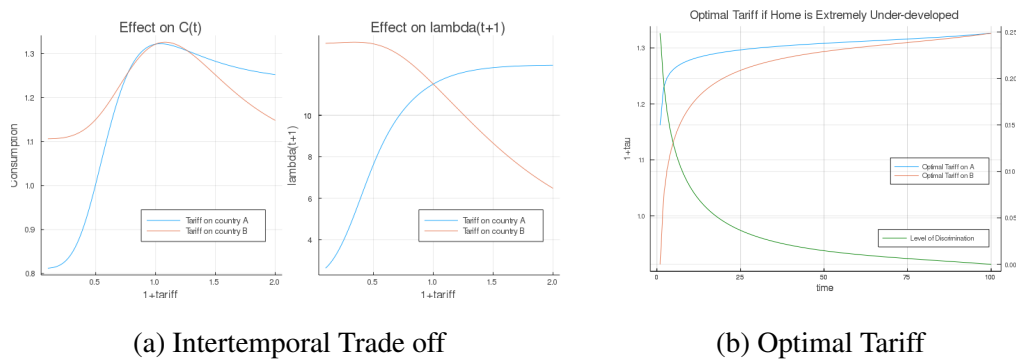 Effect on C(t)
Consumption
1.3
1.2
1.1
1.0
0.9
0.8
0.5
1.0
1.5
2.0
1+tariff
Tariff on country A
Tariff on country B
Effect on lambda(t+1)
lambda(t+1)
10
8
6
4
0.5
1.0
1.5
2.0
1+tariff
Tariff on country A
Tariff on country B
(a) Intertemporal Trade off
Optimal Tariff if Home is Extremely Under-developed
1+tau
1.3
1.2
1.1
1.0
0.25
0.20
0.15
0.10
0.05
0.00
0
25
50
75
100
time
Optimal Tariff on A
Optimal Tariff on B
Level of Discrimination
(b) Optimal Tariff